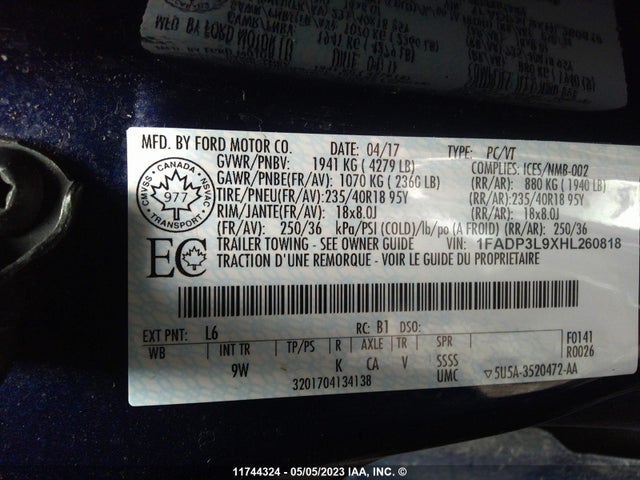 MFD. BY FORD MOTOR CO. DATE: 04/17 TYPE: PC/VT
GVWR/PNBV: 1941 KG ( 4279 LB) COMPLIES: ICES/NMB-002
GAWR/PNBE(FR/AV): 1070 KG ( 2360 LB) (RR/AR): 880 KG ( 1940 LB)
TIRE/PNEU(FR/AV): 235/40R18 95Y (RR/AR): 235/40R18 95Y
RIM/JANTE(FR/AV): 18x8.0J (RR/AR): 18x8.0J
(FR/AV): 250/36 kPa/PSI (COLD)/lb/po (A FROID) (RR/AR): 250/36
TRAILER TOWING - SEE OWNER GUIDE VIN: 1FADP3L9XHL260818
TRACTION D'UNE REMORQUE - VOIR LE GUIDE DU PROPRIETAIRE
CANADA
CMVSS NSVAC
977
TRANSPORT
EC
EXT PNT: L6 RC: B1 DSO:
WB INT TR TP/PS R AXLE TR SPR F0141
R0026
9W K CA V SSSS
UMC 5U5A-3520472-AA
3201704134138
11744324 - 05/05/2023 IAA, INC. ©